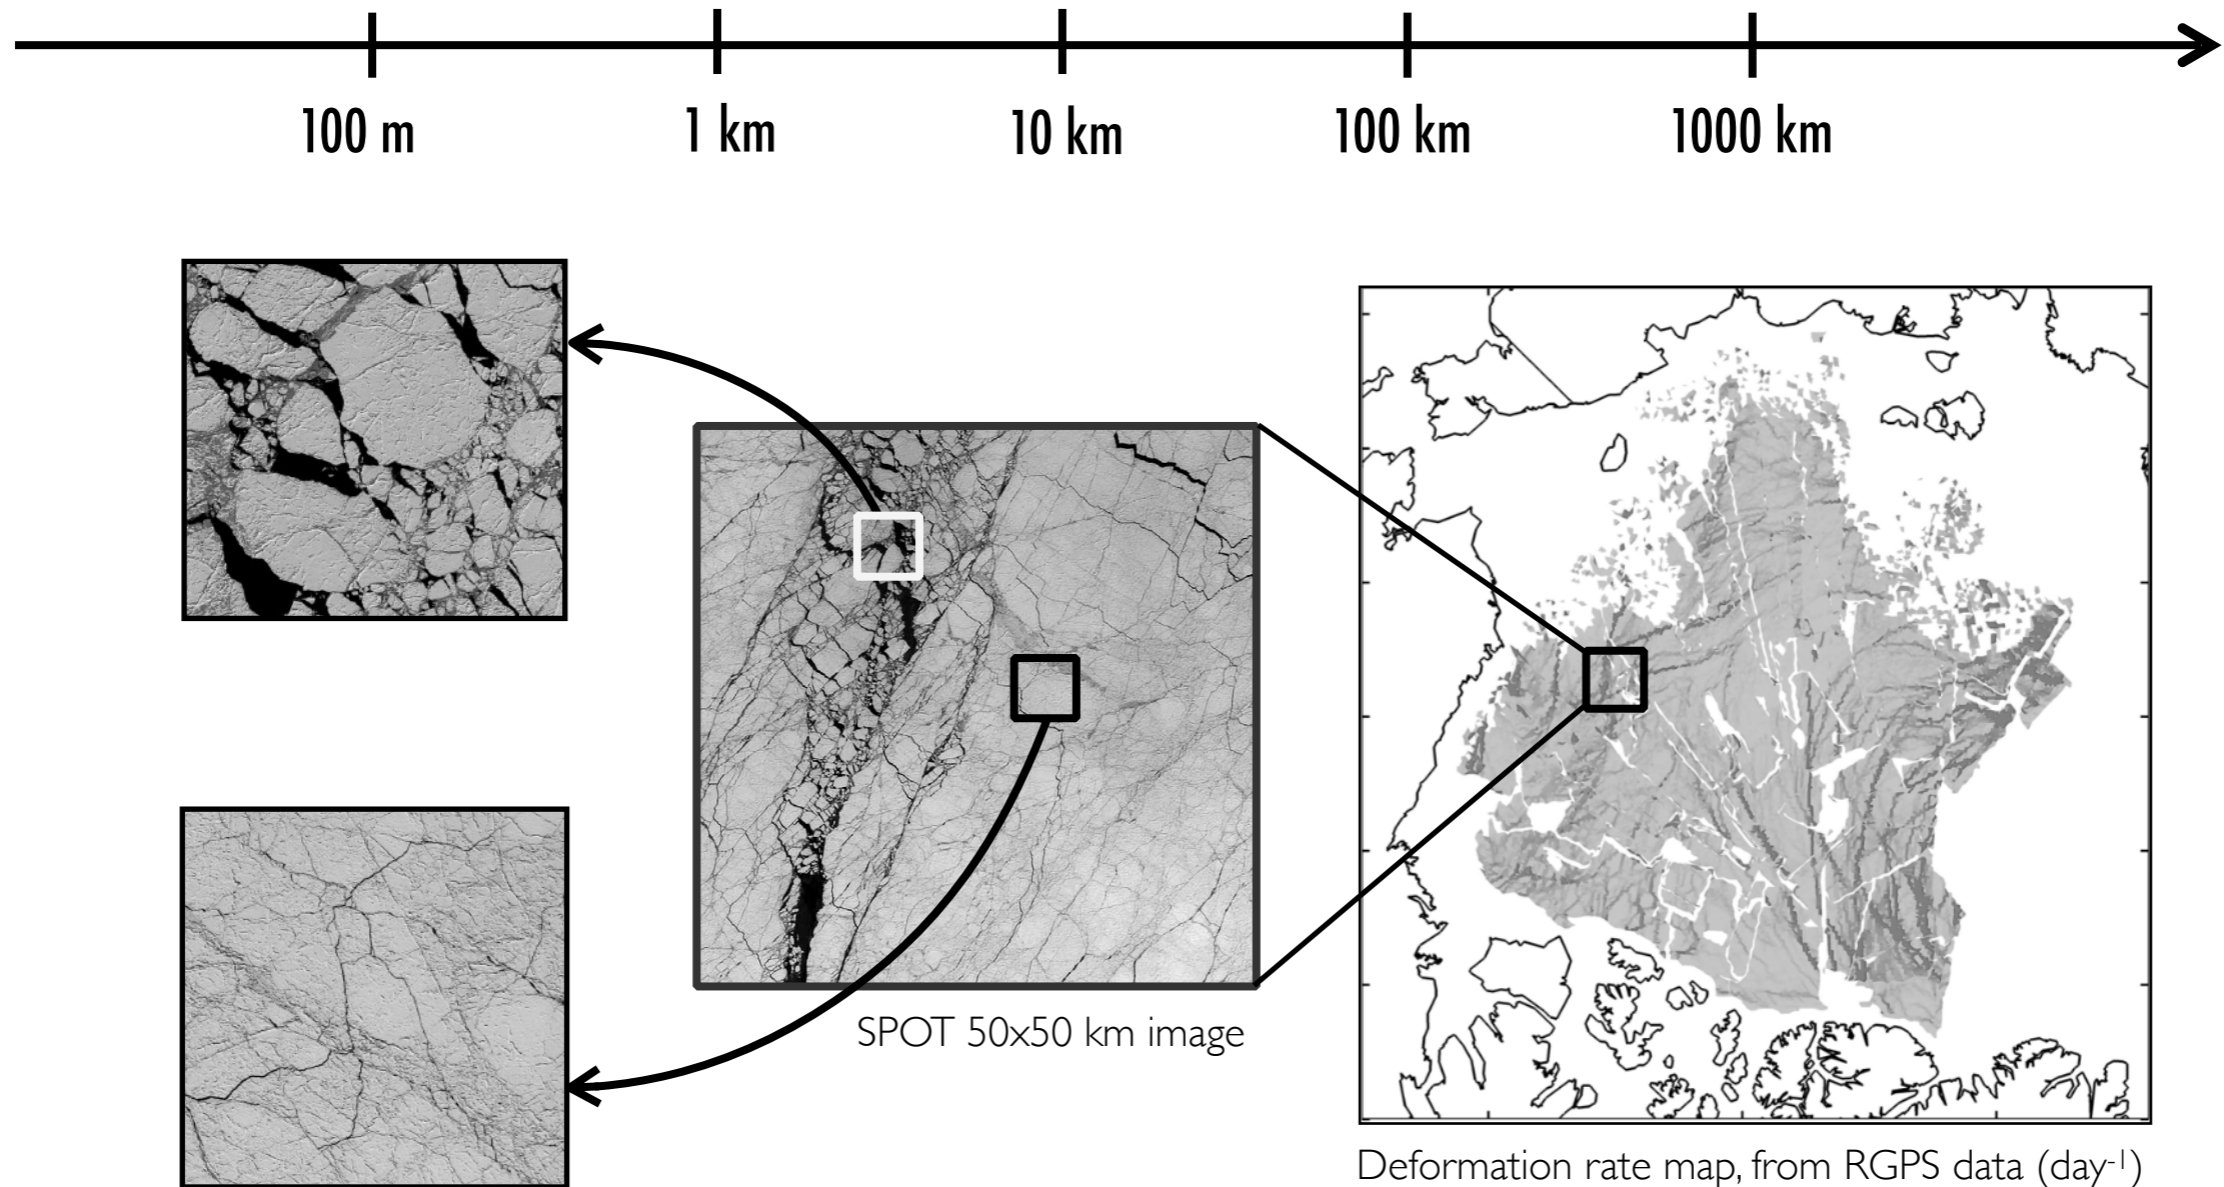 100 m
1 km
10 km
100 km
1000 km
SPOT 50x50 km image
Deformation rate map, from RGPS data (day⁻¹)